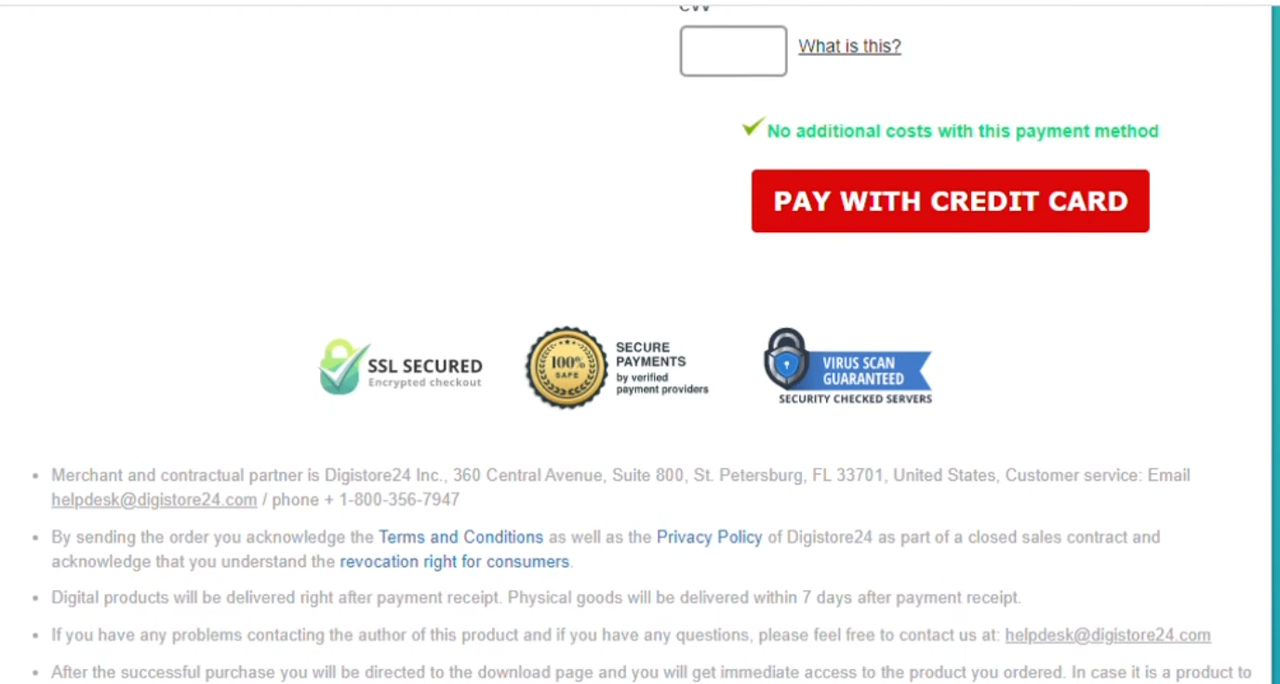 CVV
What is this?
No additional costs with this payment method
PAY WITH CREDIT CARD
SSL SECURED
Encrypted checkout
100%
SAFE
SECURE
PAYMENTS
by verified
payment providers
VIRUS SCAN
GUARANTEED
SECURITY CHECKED SERVERS
Merchant and contractual partner is Digistore24 Inc., 360 Central Avenue, Suite 800, St. Petersburg, FL 33701, United States, Customer service: Email
helpdesk@digistore24.com / phone + 1-800-356-7947
By sending the order you acknowledge the Terms and Conditions as well as the Privacy Policy of Digistore24 as part of a closed sales contract and
acknowledge that you understand the revocation right for consumers.
Digital products will be delivered right after payment receipt. Physical goods will be delivered within 7 days after payment receipt.
If you have any problems contacting the author of this product and if you have any questions, please feel free to contact us at: helpdesk@digistore24.com
After the successful purchase you will be directed to the download page and you will get immediate access to the product you ordered. In case it is a product to